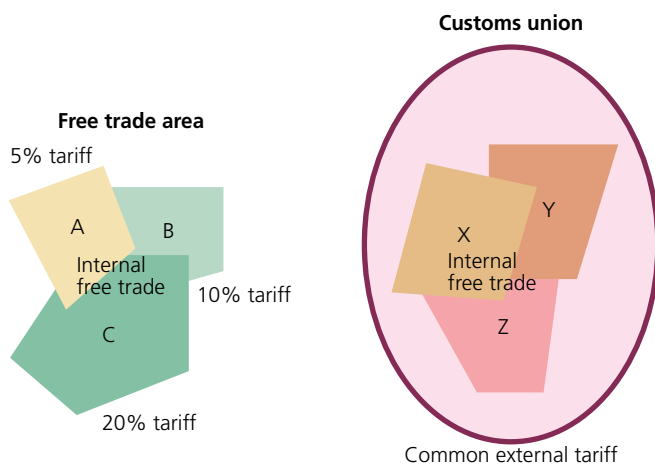 Free trade area
5% tariff
A
B
Internal
free trade
10% tariff
C
20% tariff
Customs union
Y
X
Internal
free trade
Z
Common external tariff